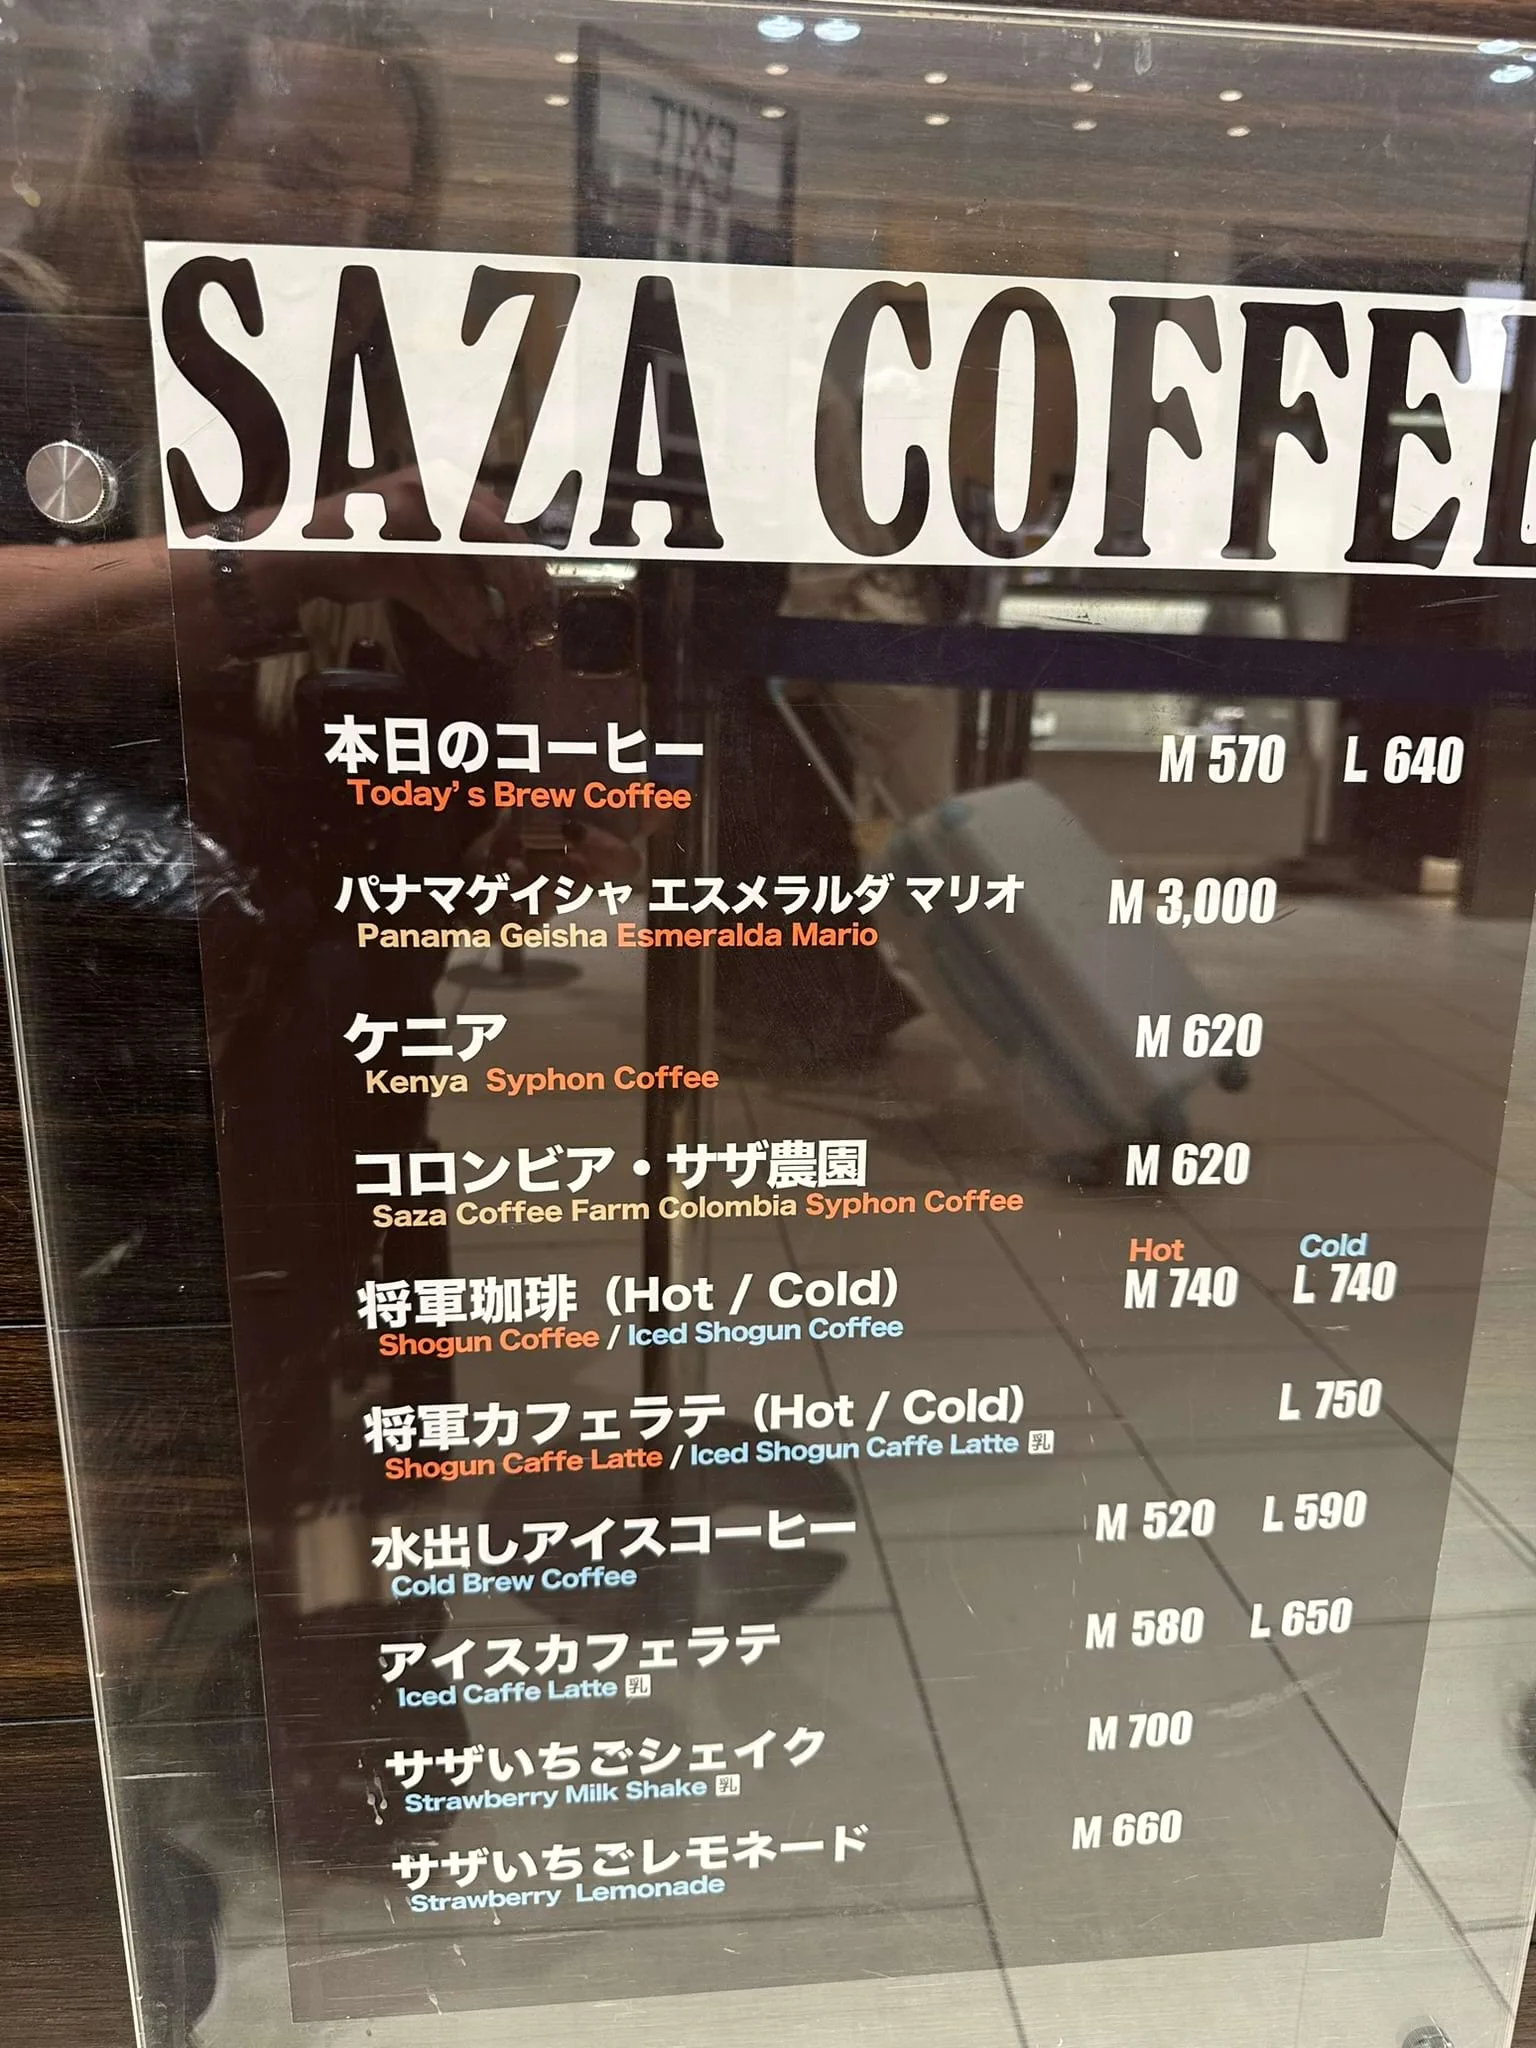 EXIT
SAZA COFFEE
本日のコーヒー M 570 L 640
Today's Brew Coffee
パナマゲイシャ エスメラルダ マリオ M 3,000
Panama Geisha Esmeralda Mario
ケニア M 620
Kenya Syphon Coffee
コロンビア・サザ農園 M 620
Saza Coffee Farm Colombia Syphon Coffee
Hot Cold
将軍珈琲（Hot / Cold） M 740 L 740
Shogun Coffee / Iced Shogun Coffee
将軍カフェラテ（Hot / Cold） L 750
Shogun Caffe Latte / Iced Shogun Caffe Latte 乳
水出しアイスコーヒー M 520 L 590
Cold Brew Coffee
アイスカフェラテ M 580 L 650
Iced Caffe Latte 乳
サザいちごシェイク M 700
Strawberry Milk Shake 乳
サザいちごレモネード M 660
Strawberry Lemonade